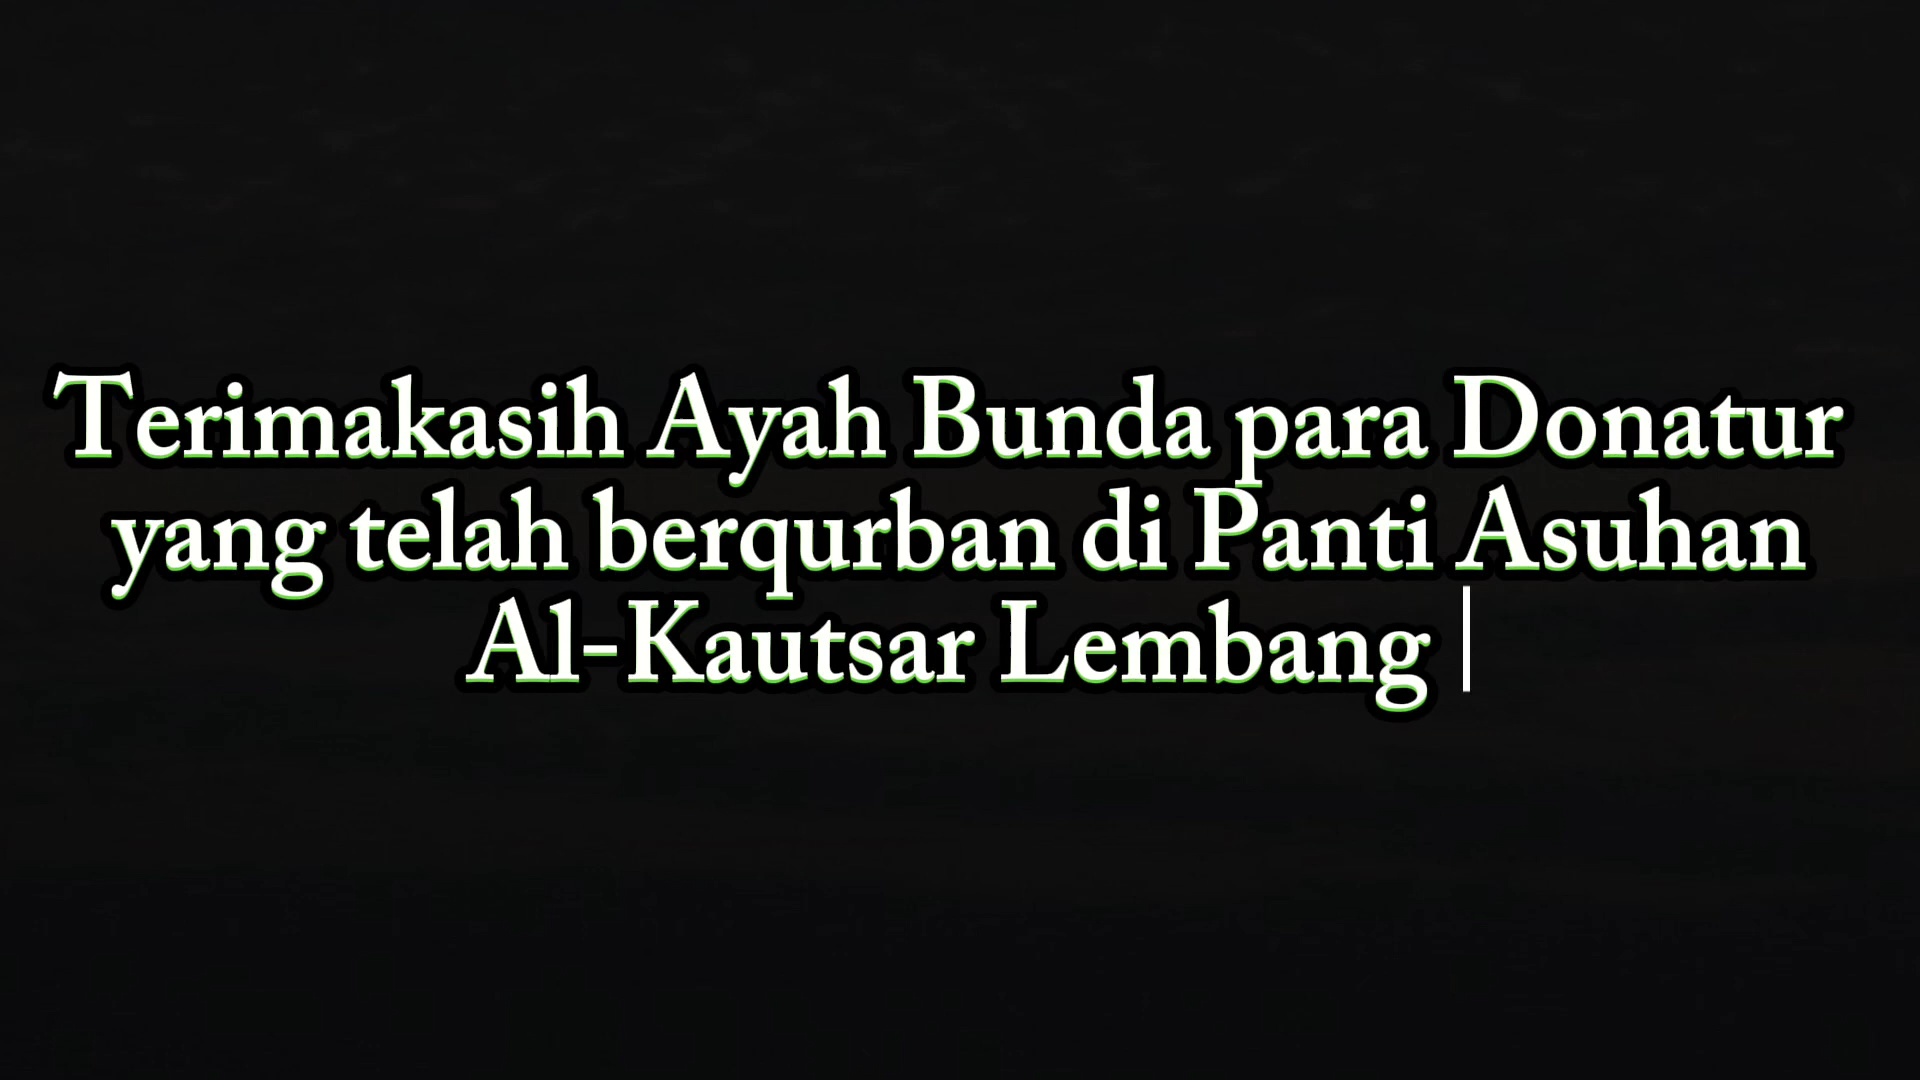 Terimakasih Ayah Bunda para Donatur
yang telah berqurban di Panti Asuhan
Al-Kautsar Lembang |